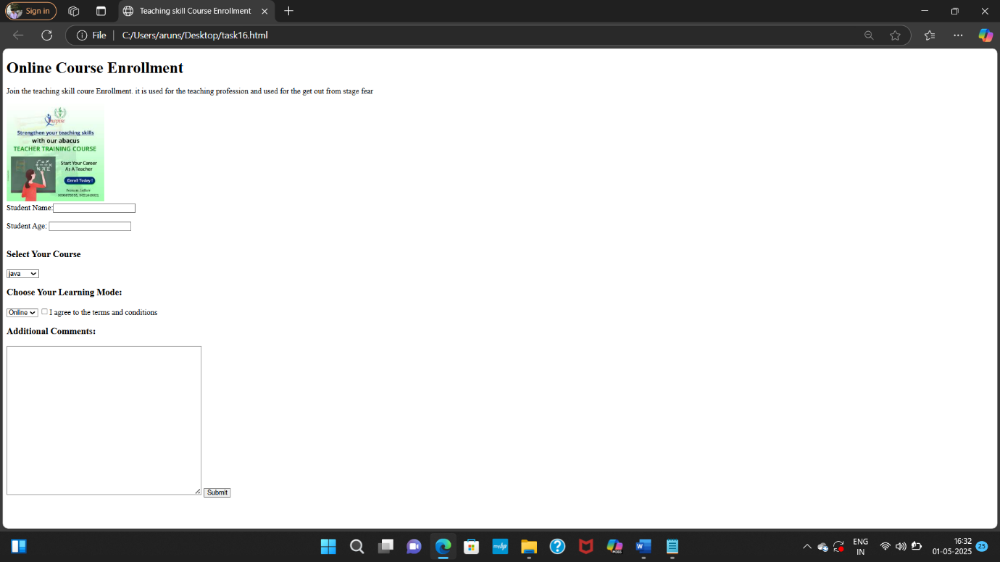 Sign in
Teaching skill Course Enrollment
File
C:/Users/aruns/Desktop/task16.html
Online Course Enrollment
Join the teaching skill coure Enrollment. it is used for the teaching profession and used for the get out from stage fear
Inspire
Strengthen your teaching skills
with our abacus
TEACHER TRAINING COURSE
Start Your Career
As A Teacher
Enroll Today !
Student Name:
Student Age:
Select Your Course
java
Choose Your Learning Mode:
Online I agree to the terms and conditions
Additional Comments:
Submit
myhp
M365
W
ENG
IN
16:32
01-05-2025
25